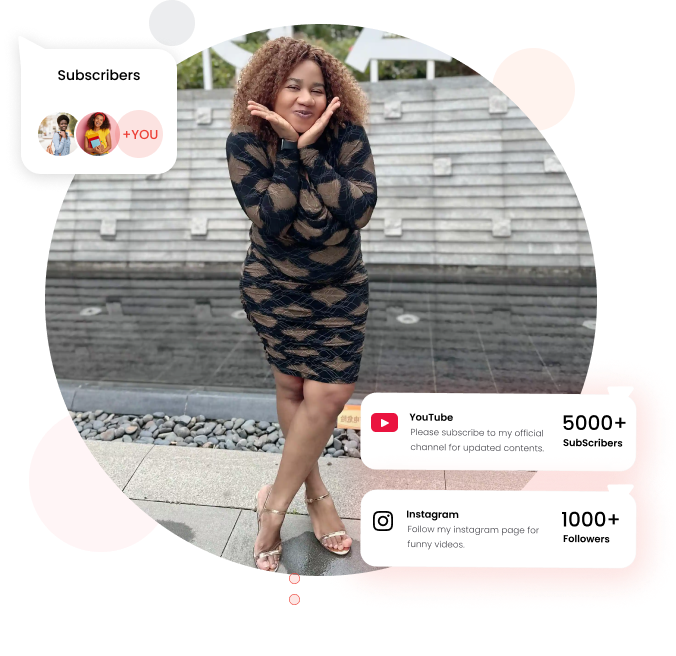 Subscribers
+YOU
YouTube
Please subscribe to my official
channel for updated contents.
5000+
SubScribers
Instagram
Follow my instagram page for
funny videos.
1000+
Followers